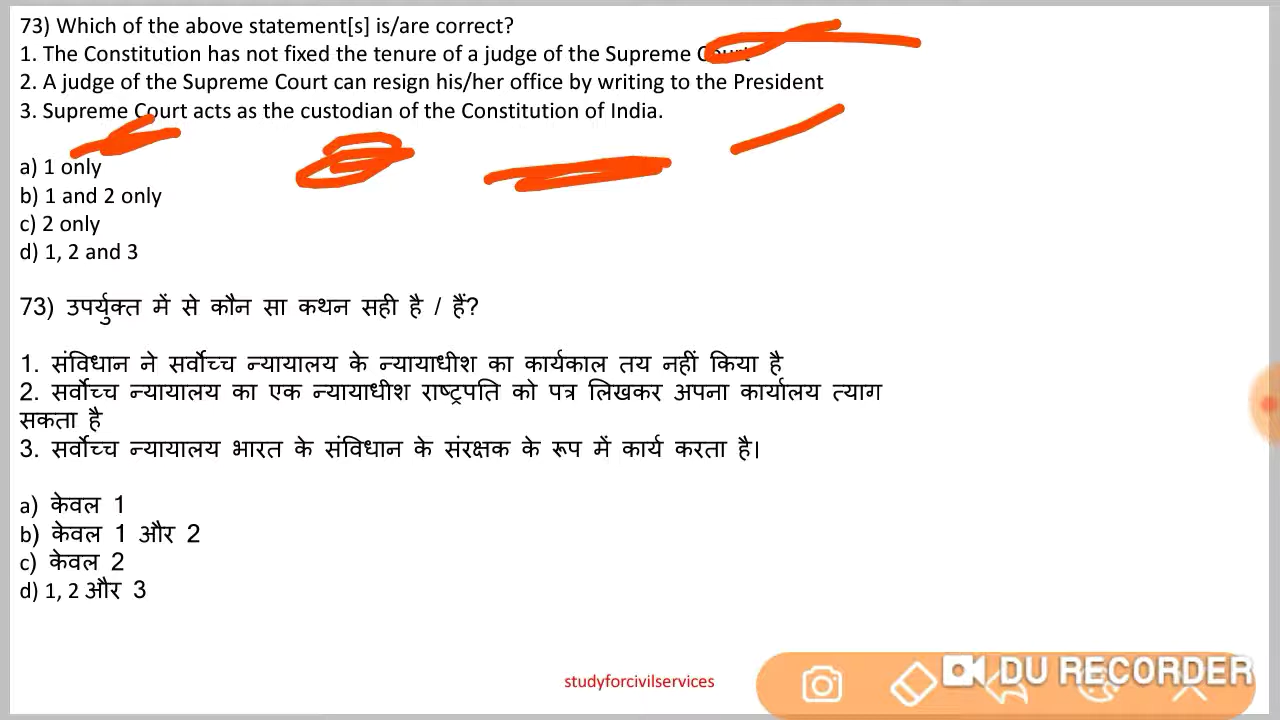 73) Which of the above statement[s] is/are correct?
1. The Constitution has not fixed the tenure of a judge of the Supreme Court
2. A judge of the Supreme Court can resign his/her office by writing to the President
3. Supreme Court acts as the custodian of the Constitution of India.
a) 1 only
b) 1 and 2 only
c) 2 only
d) 1, 2 and 3
73) उपर्युक्त में से कौन सा कथन सही है / हैं?
1. संविधान ने सर्वोच्च न्यायालय के न्यायाधीश का कार्यकाल तय नहीं किया है
2. सर्वोच्च न्यायालय का एक न्यायाधीश राष्ट्रपति को पत्र लिखकर अपना कार्यालय त्याग
सकता है
3. सर्वोच्च न्यायालय भारत के संविधान के संरक्षक के रूप में कार्य करता है।
a) केवल 1
b) केवल 1 और 2
c) केवल 2
d) 1, 2 और 3
studyforcivilservices
DU RECORDER